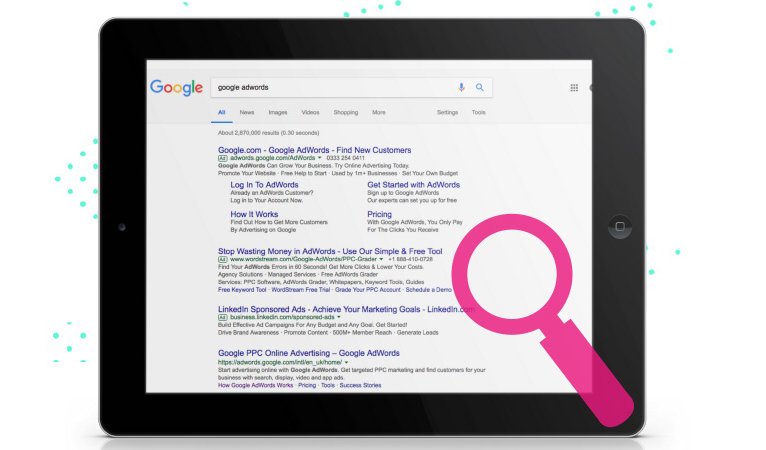 Google google adwords
All News Images Videos Shopping More Settings Tools
About 2,870,000 results (0.30 seconds)
Google.com - Google AdWords - Find New Customers
Ad adwords.google.com/AdWords 0333 254 0411
Google AdWords Can Grow Your Business. Try Online Advertising Today.
Promote Your Website · Free Help to Start · Used by 1m+ Businesses · Set Your Own Budget
Log In To AdWords
Already an AdWords Customer?
Log in to Your Account Now.
Get Started with AdWords
Sign up to Google AdWords
Our experts can set you up for free
How It Works
Find Out How to Get More Customers
By Advertising on Google
Pricing
With Google AdWords, You Only Pay
For The Clicks You Receive
Stop Wasting Money in AdWords - Use Our Simple & Free Tool
Ad www.wordstream.com/Google-AdWords/PPC-Grader +1 888-410-0728
Find Your AdWords Errors in 60 Seconds! Get More Clicks & Lower Your Costs.
Agency Solutions · Managed Services · Free AdWords Grader
Services: PPC Software, AdWords Grader, Whitepapers, Keyword Tools, Guides
Free Keyword Tool · WordStream Free Trial · Grade Your PPC Account · Schedule a Demo
LinkedIn Sponsored Ads - Achieve Your Marketing Goals - LinkedIn.com
Ad business.linkedin.com/sponsored-ads
Build Effective Ad Campaigns For Any Budget and Any Goal. Get Started!
Drive Brand Awareness · Promote Content · 500M+ Member Reach · Generate Leads
Google PPC Online Advertising – Google AdWords
https://adwords.google.com/intl/en_uk/home/
Start advertising online with Google AdWords. Get targeted PPC marketing and find customers for your
business with search, display, video and app ads.
How Google AdWords Works · Pricing · Tools · Success Stories